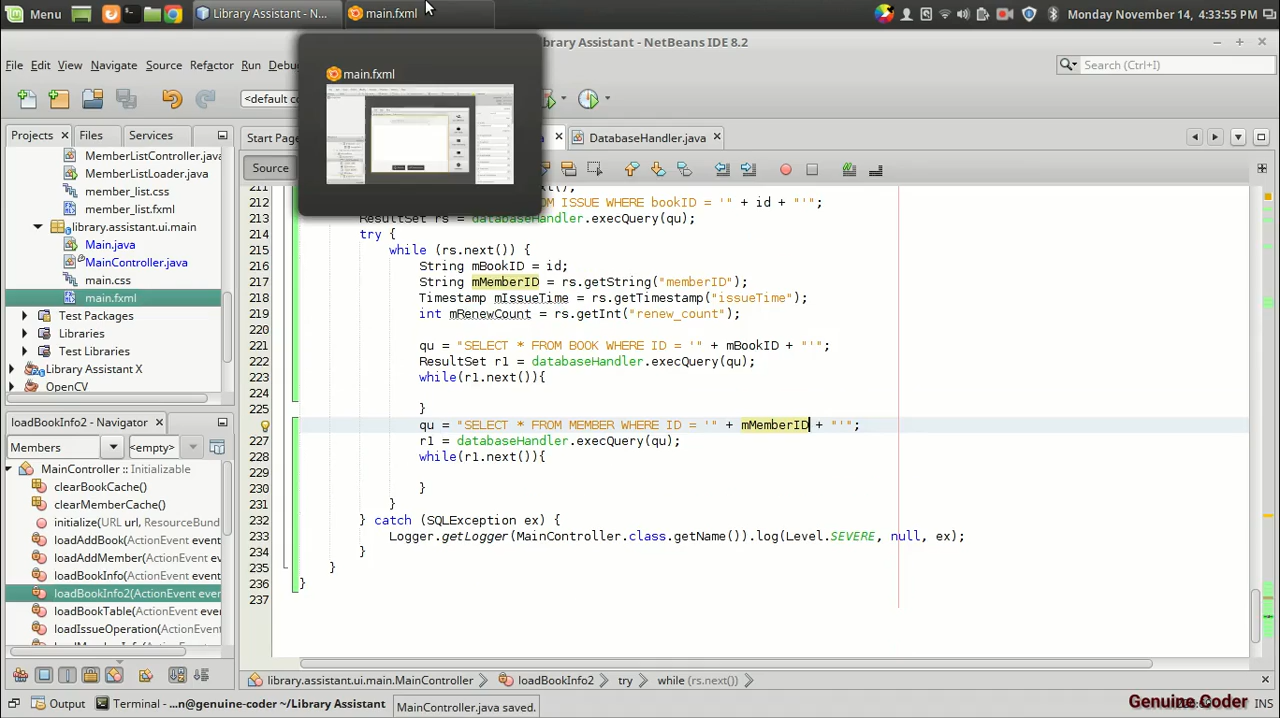 Menu
Library Assistant - N...
main.fxml
Monday November 14, 4:33:55 PM
main.fxml
brary Assistant - NetBeans IDE 8.2
File Edit View Navigate Source Refactor Run Debu
Search (Ctrl+I)
<default co
Projects Files Services
Start Pag
DatabaseHandler.java
Source
MemberListController.java
MemberListLoader.java
member_list.css
member_list.fxml
library.assistant.ui.main
Main.java
MainController.java
main.css
main.fxml
Test Packages
Libraries
Test Libraries
Library Assistant X
OpenCV
loadBookInfo2 - Navigator
Members <empty>
MainController :: Initializable
clearBookCache()
clearMemberCache()
initialize(URL url, ResourceBund
loadAddBook(ActionEvent event
loadAddMember(ActionEvent eve
loadBookInfo(ActionEvent event
loadBookInfo2(ActionEvent ever
loadBookTable(ActionEvent even
loadIssueOperation(ActionEvent
211
212 OM ISSUE WHERE bookID = '" + id + "'";
213 ResultSet rs = databaseHandler.execQuery(qu);
214 try {
215 while (rs.next()) {
216 String mBookID = id;
217 String mMemberID = rs.getString("memberID");
218 Timestamp mIssueTime = rs.getTimestamp("issueTime");
219 int mRenewCount = rs.getInt("renew_count");
220
221 qu = "SELECT * FROM BOOK WHERE ID = '" + mBookID + "'";
222 ResultSet r1 = databaseHandler.execQuery(qu);
223 while(r1.next()){
224
225 }
qu = "SELECT * FROM MEMBER WHERE ID = '" + mMemberID + "'";
227 r1 = databaseHandler.execQuery(qu);
228 while(r1.next()){
229
230 }
231 }
232 } catch (SQLException ex) {
233 Logger.getLogger(MainController.class.getName()).log(Level.SEVERE, null, ex);
234 }
235 }
236 }
237
library.assistant.ui.main.MainController loadBookInfo2 try while (rs.next())
Output
Terminal - ...n@genuine-coder ~/Library Assistant
MainController.java saved.
Genuine Coder
INS